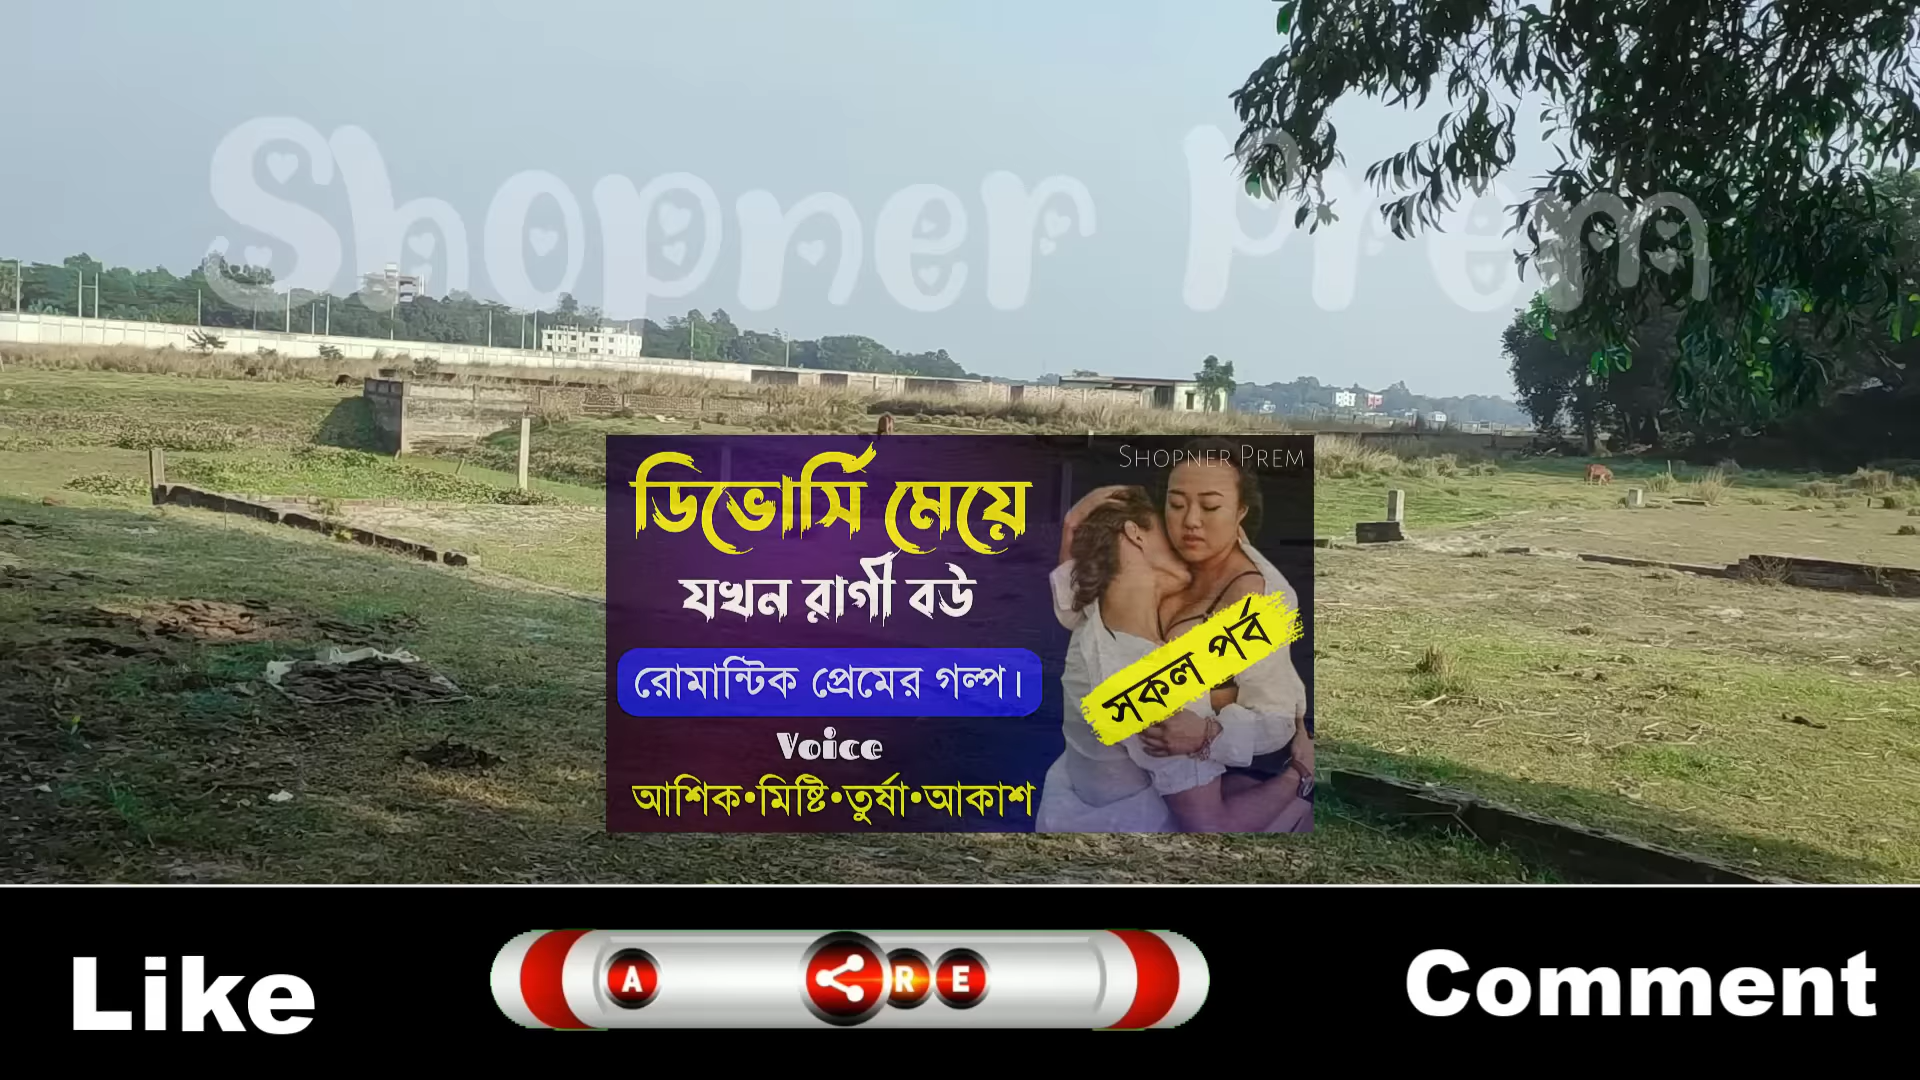 Shopner Prem
SHOPNER PREM
ডিভোর্সি মেয়ে
যখন রাগী বউ
রোমান্টিক প্রেমের গল্প।
সকল পর্ব
Voice
আশিক•মিষ্টি•তুর্ষা•আকাশ
Like
A R E
Comment